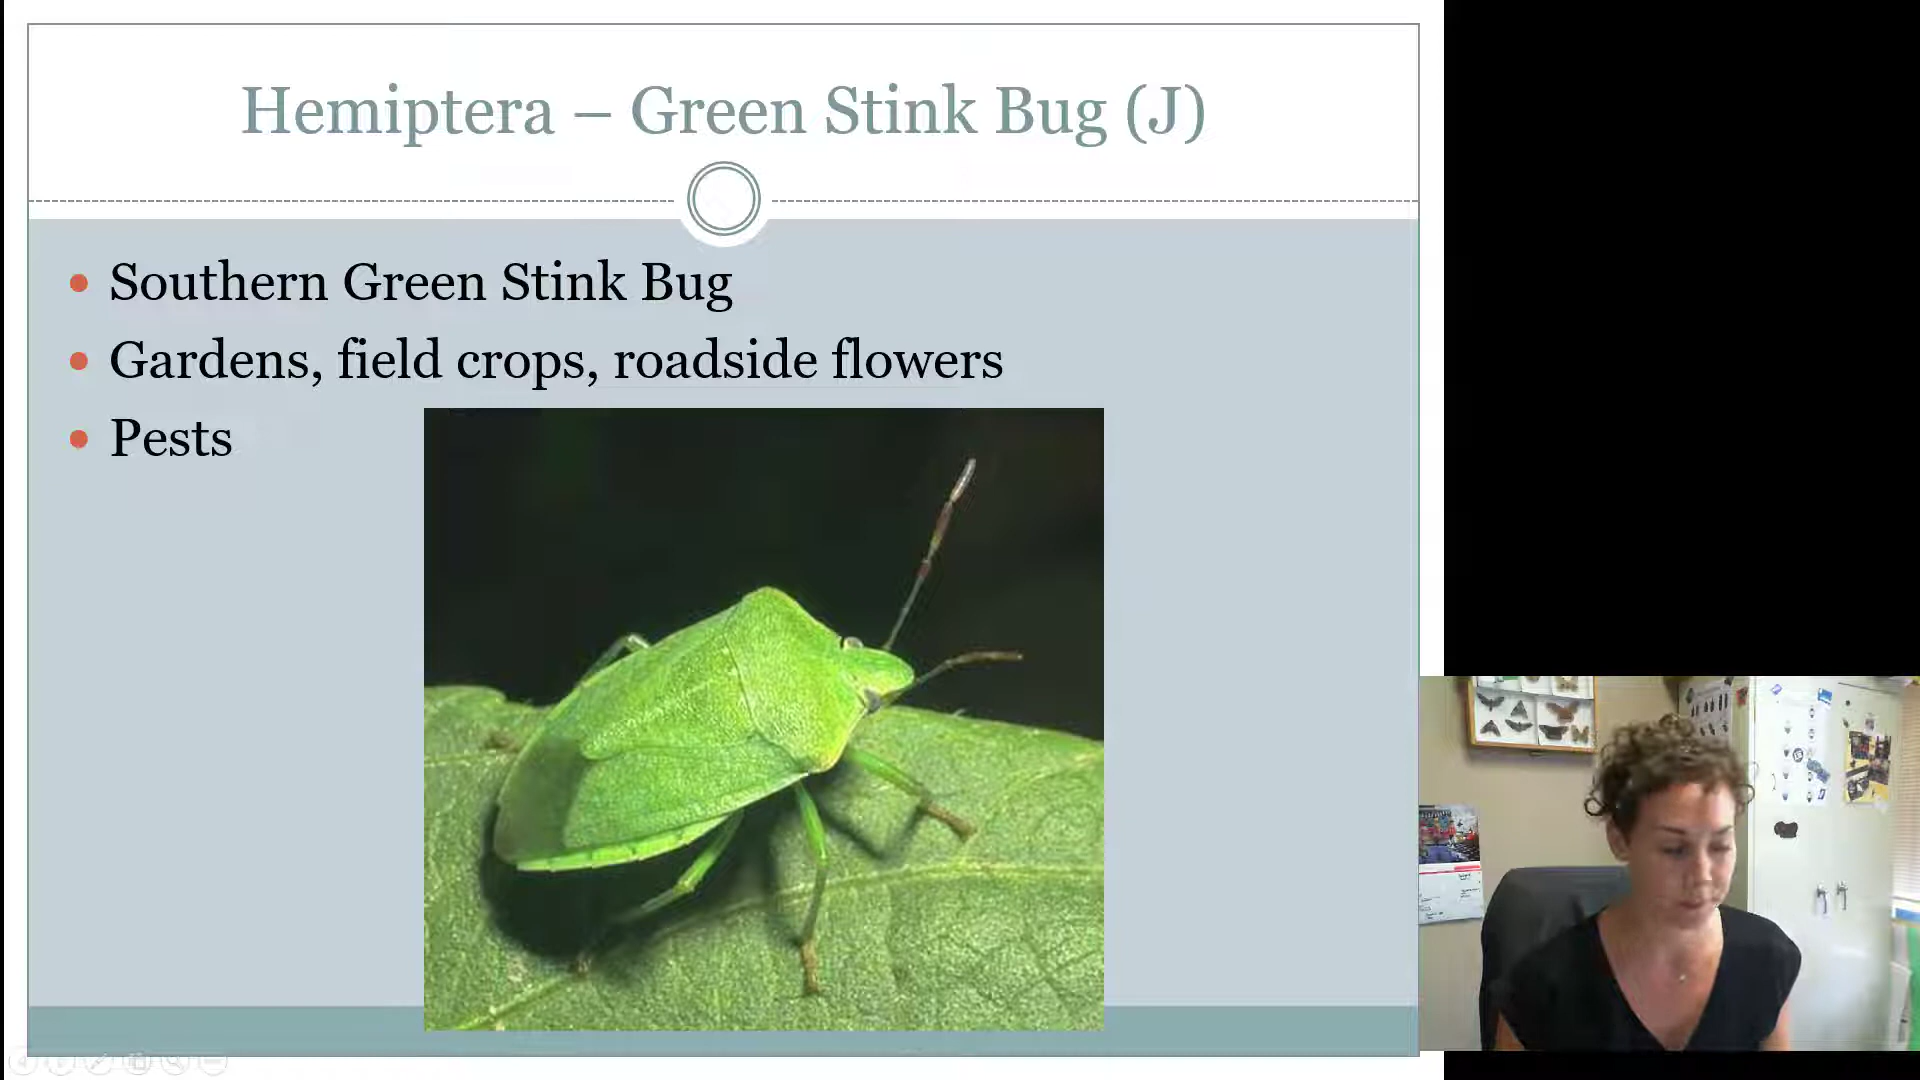 Hemiptera – Green Stink Bug (J)
Southern Green Stink Bug
Gardens, field crops, roadside flowers
Pests